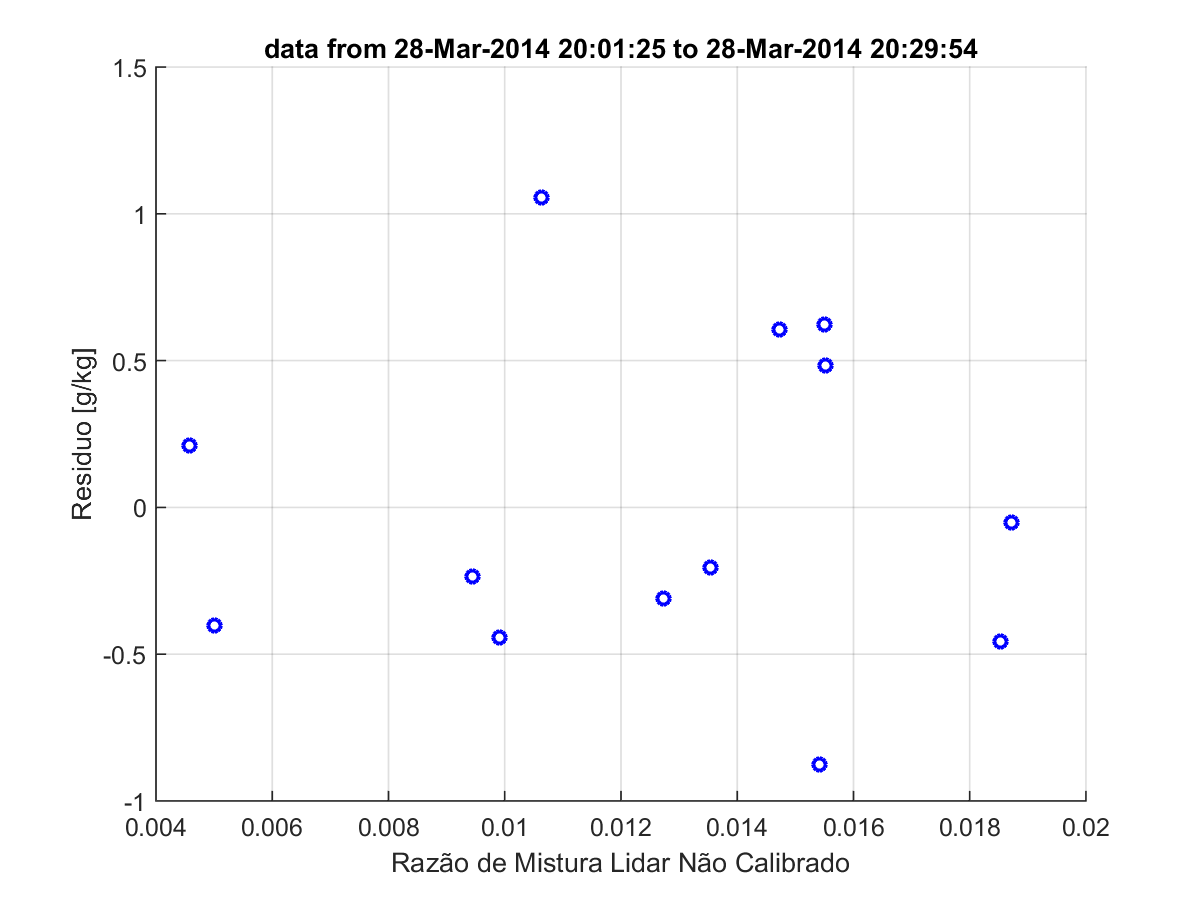 data from 28-Mar-2014 20:01:25 to 28-Mar-2014 20:29:54
1.5
1
0.5
0
-0.5
-1
Residuo [g/kg]
0.004 0.006 0.008 0.01 0.012 0.014 0.016 0.018 0.02
Razão de Mistura Lidar Não Calibrado